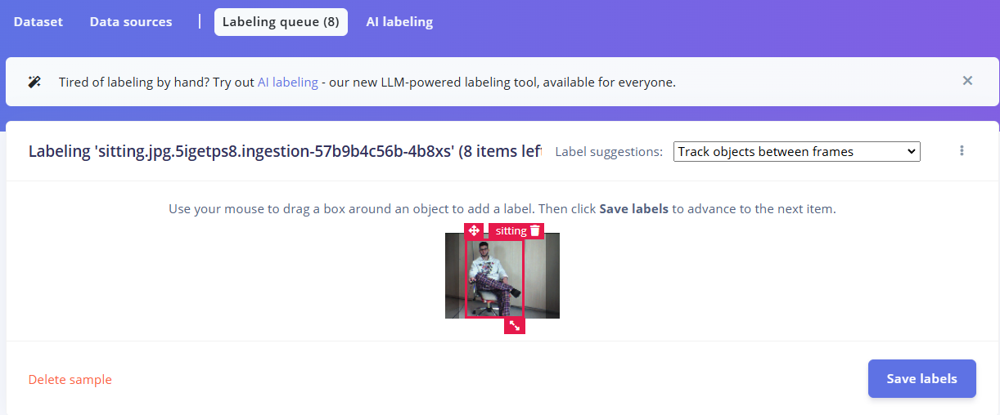 Dataset Data sources | Labeling queue (8) AI labeling
Tired of labeling by hand? Try out AI labeling - our new LLM-powered labeling tool, available for everyone.
Labeling 'sitting.jpg.5igetps8.ingestion-57b9b4c56b-4b8xs' (8 items left Label suggestions: Track objects between frames
Use your mouse to drag a box around an object to add a label. Then click Save labels to advance to the next item.
sitting
Delete sample Save labels